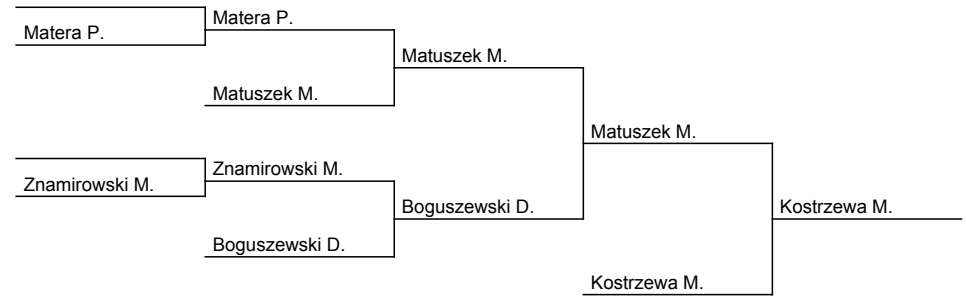 Matera P.
Matera P.
Matuszek M.
Matuszek M.
Matuszek M.
Znamirowski M.
Znamirowski M.
Boguszewski D.
Kostrzewa M.
Boguszewski D.
Kostrzewa M.